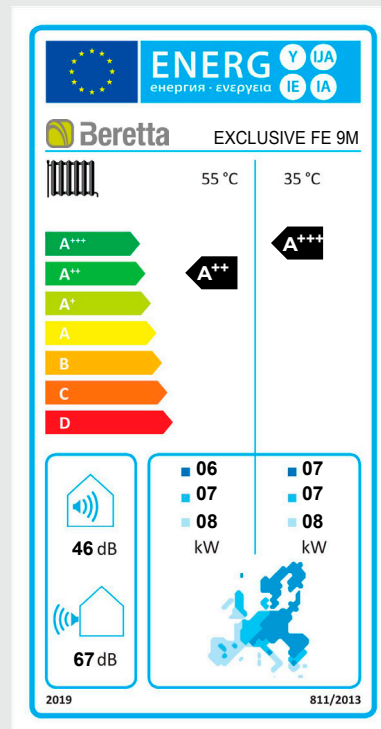 ENERG Y IJA
енергия · ενεργεια IE IA
Beretta EXCLUSIVE FE 9M
55 °C 35 °C
A+++ A+++
A++ A++
A+
A
B
C
D
06 07
07 07
08 08
46 dB kW kW
67 dB
2019 811/2013